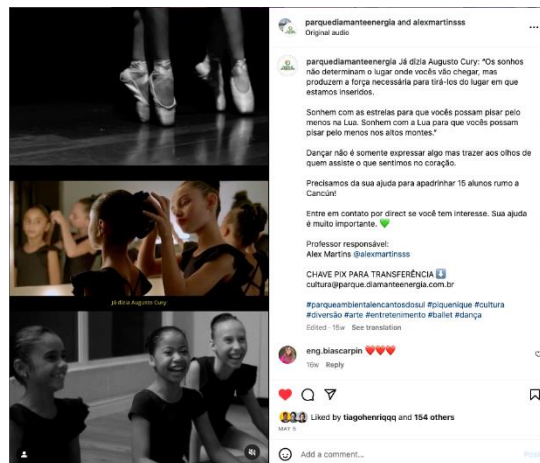 Já dizia Augusto Cury:
parquediamanteenergia and alexmartinsss
Original audio
parquediamanteenergia Já dizia Augusto Cury: “Os sonhos
não determinam o lugar onde vocês vão chegar, mas
produzem a força necessária para tirá-los do lugar em que
estamos inseridos.
Sonhem com as estrelas para que vocês possam pisar pelo
menos na Lua. Sonhem com a Lua para que vocês possam
pisar pelo menos nos altos montes.”
Dançar não é somente expressar algo mas trazer aos olhos de
quem assiste o que sentimos no coração.
Precisamos da sua ajuda para apadrinhar 15 alunos rumo a
Cancún!
Entre em contato por direct se você tem interesse. Sua ajuda
é muito importante. 💚
Professor responsável:
Alex Martins @alexmartinsss
CHAVE PIX PARA TRANSFERÊNCIA ⬇️
cultura@parque.diamanteenergia.com.br
#parqueambientalencantosdosul #piquenique #cultura
#diversão #arte #entretenimento #ballet #dança
Edited · 15w See translation
eng.biascarpin ❤️❤️❤️
16w Reply
Liked by tiagohenriqqq and 154 others
MAY 5
Add a comment...
Post